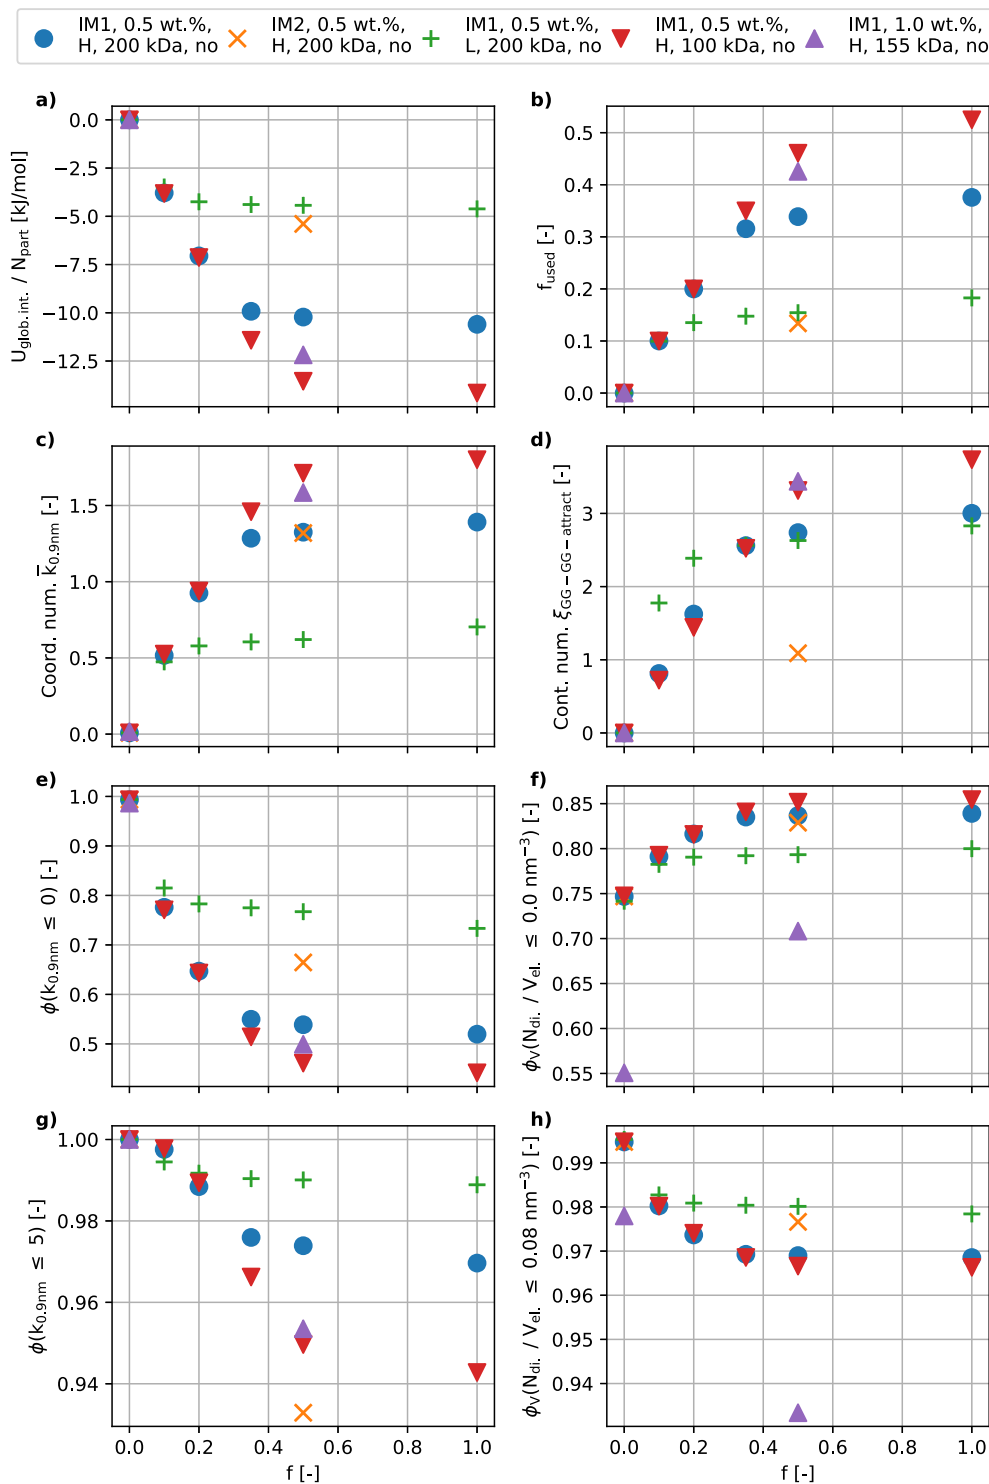 IM1, 0.5 wt.%, H, 200 kDa, no
IM2, 0.5 wt.%, H, 200 kDa, no
IM1, 0.5 wt.%, L, 200 kDa, no
IM1, 0.5 wt.%, H, 100 kDa, no
IM1, 1.0 wt.%, H, 155 kDa, no
a)
U_glob.int. / N_part [kJ/mol]
0.0
−2.5
−5.0
−7.5
−10.0
−12.5
b)
f_used [-]
0.5
0.4
0.3
0.2
0.1
0.0
c)
Coord. num. k̅_0.9nm [-]
1.5
1.0
0.5
0.0
d)
Cont. num. ξ_GG−GG−attract [-]
3
2
1
0
e)
ϕ(k_0.9nm ≤ 0) [-]
1.0
0.9
0.8
0.7
0.6
0.5
f)
ϕ_V(N_di. / V_el. ≤ 0.0 nm⁻³) [-]
0.85
0.80
0.75
0.70
0.65
0.60
0.55
g)
ϕ(k_0.9nm ≤ 5) [-]
1.00
0.98
0.96
0.94
0.0 0.2 0.4 0.6 0.8 1.0
f [-]
h)
ϕ_V(N_di. / V_el. ≤ 0.08 nm⁻³) [-]
0.99
0.98
0.97
0.96
0.95
0.94
0.0 0.2 0.4 0.6 0.8 1.0
f [-]